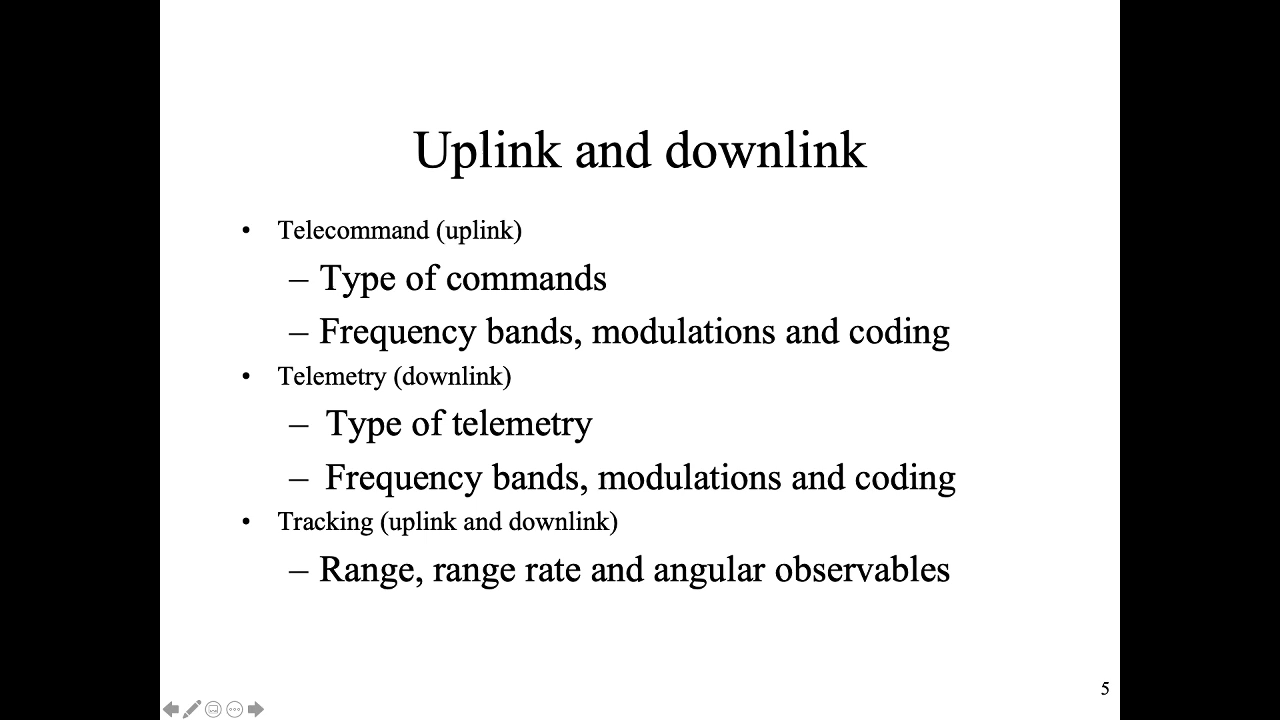 Uplink and downlink
• Telecommand (uplink)
– Type of commands
– Frequency bands, modulations and coding
• Telemetry (downlink)
– Type of telemetry
– Frequency bands, modulations and coding
• Tracking (uplink and downlink)
– Range, range rate and angular observables
5